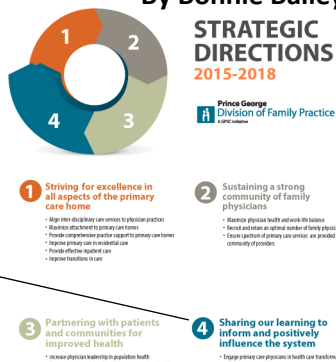 By Bonnie Bailey
STRATEGIC
DIRECTIONS
2015-2018
1
2
3
4
Prince George
Division of Family Practice
A GPSC initiative
1 Striving for excellence in
all aspects of the primary
care home
• Align inter-disciplinary care services to physician practices
• Maximize attachment to primary care homes
• Provide comprehensive practice support to primary care homes
• Improve primary care in residential care
• Provide effective inpatient care
• Improve transitions in care
2 Sustaining a strong
community of family
physicians
• Maximize physician health and work-life balance
• Recruit and retain an optimal number of family physicians
• Ensure spectrum of primary care services are provided
community of providers
3 Partnering with patients
and communities for
improved health
• Increase physician leadership in population health
4 Sharing our learning to
inform and positively
influence the system
• Engage primary care physicians in health care